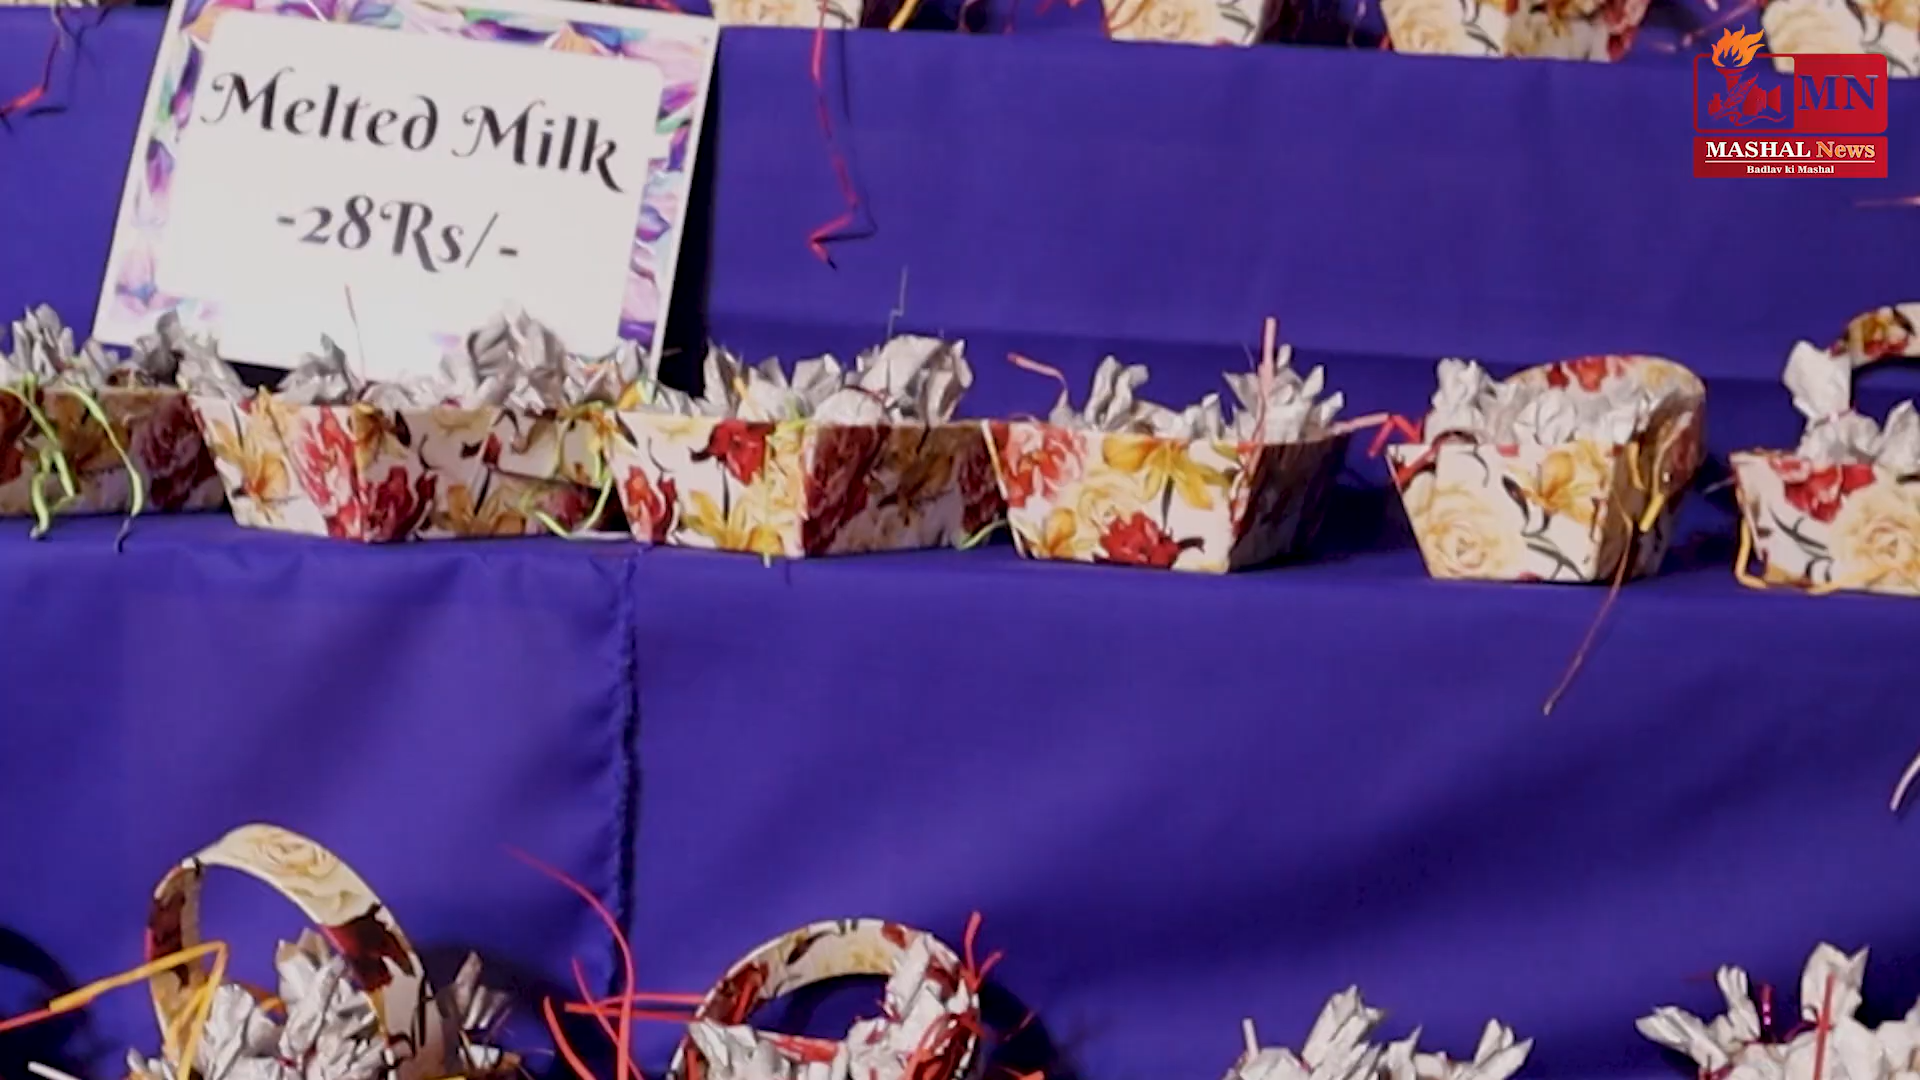 Melted Milk
-28Rs/-
MN
MASHAL News
Badlav ki Mashal